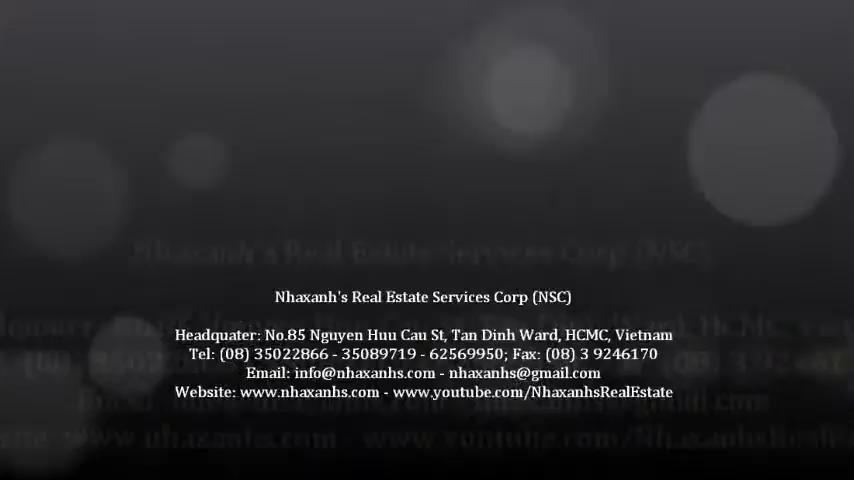 Nhaxanh's Real Estate Services Corp (NSC)
Headquater: No.85 Nguyen Huu Cau St, Tan Dinh Ward, HCMC, Vietnam
Tel: (08) 35022866 - 35089719 - 62569950; Fax: (08) 3 9246170
Email: info@nhaxanhs.com - nhaxanhs@gmail.com
Website: www.nhaxanhs.com - www.youtube.com/NhaxanhsRealEstate